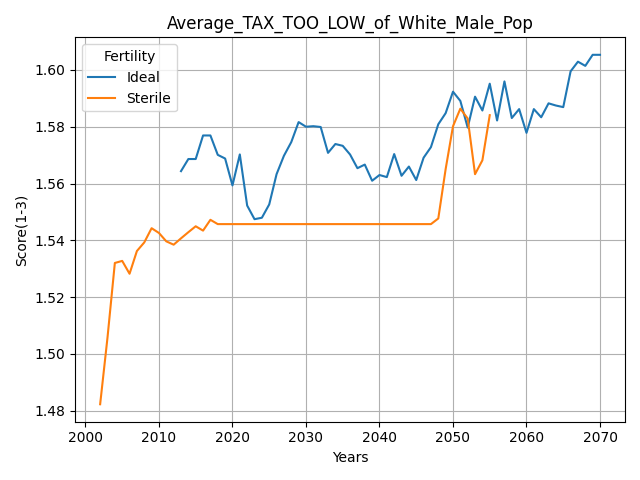 Average_TAX_TOO_LOW_of_White_Male_Pop
Fertility
Ideal
Sterile
Score(1-3)
1.60
1.58
1.56
1.54
1.52
1.50
1.48
2000 2010 2020 2030 2040 2050 2060 2070
Years